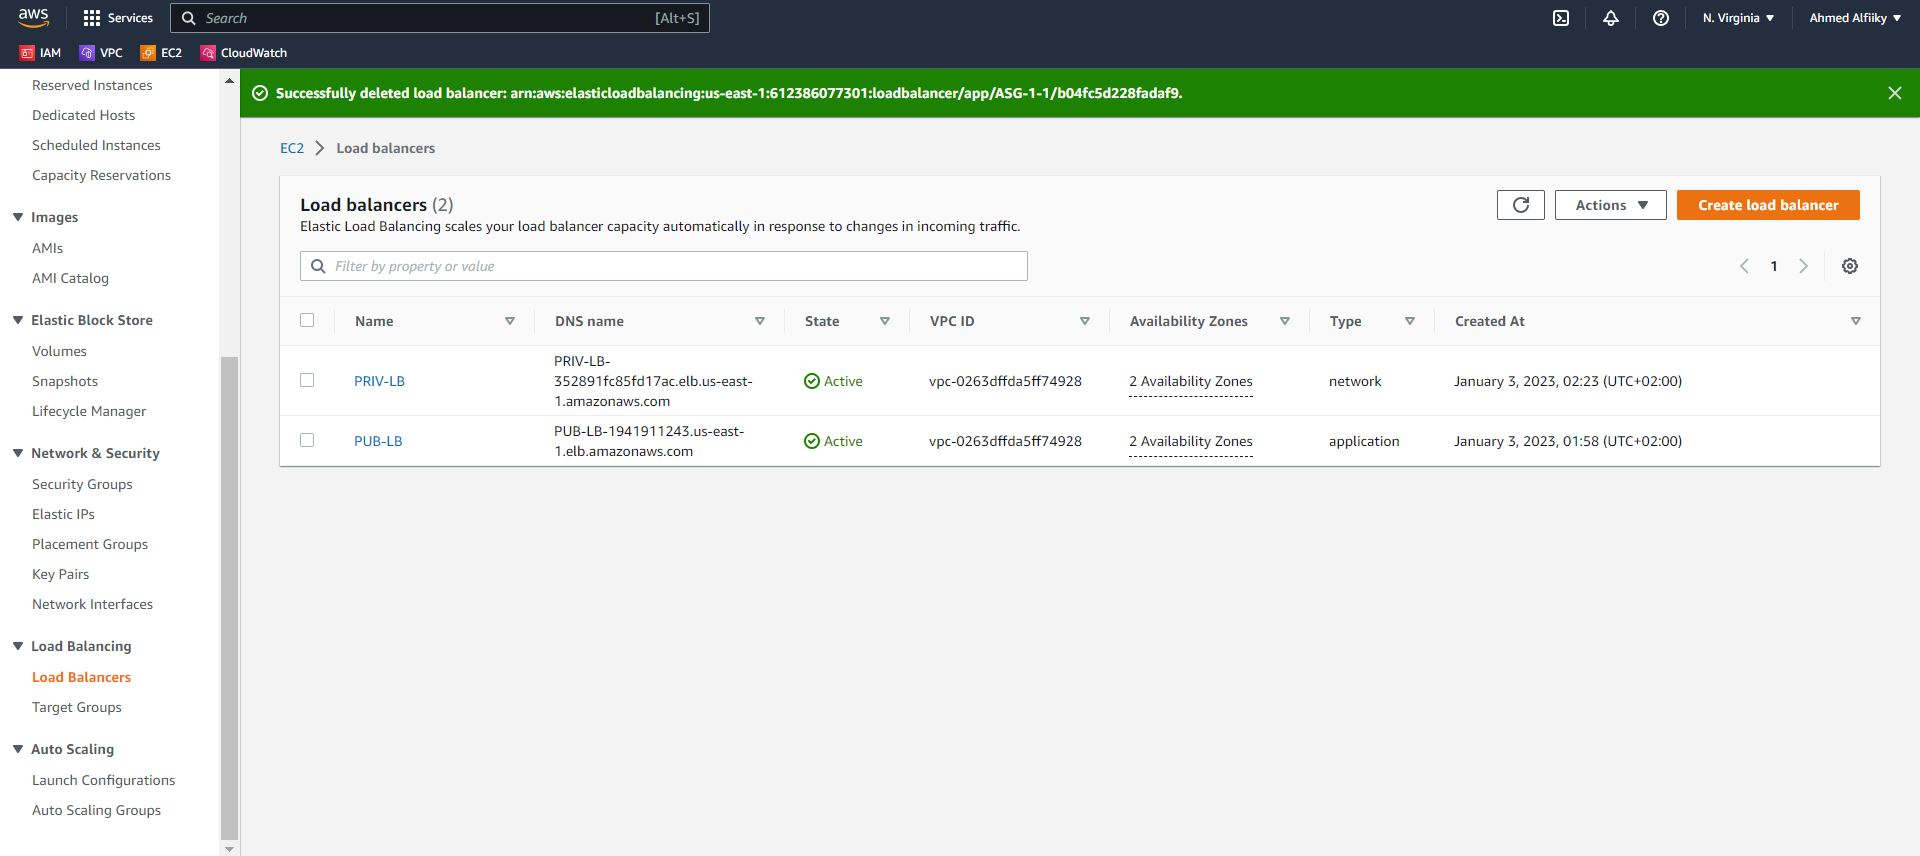 aws
Services
Search
[Alt+S]
N. Virginia
Ahmed Alfiiky
IAM
VPC
EC2
CloudWatch
Reserved Instances
Dedicated Hosts
Scheduled Instances
Capacity Reservations
Images
AMIs
AMI Catalog
Elastic Block Store
Volumes
Snapshots
Lifecycle Manager
Network & Security
Security Groups
Elastic IPs
Placement Groups
Key Pairs
Network Interfaces
Load Balancing
Load Balancers
Target Groups
Auto Scaling
Launch Configurations
Auto Scaling Groups
Successfully deleted load balancer: arn:aws:elasticloadbalancing:us-east-1:612386077301:loadbalancer/app/ASG-1-1/b04fc5d228fadaf9.
EC2 > Load balancers
Load balancers (2)
Elastic Load Balancing scales your load balancer capacity automatically in response to changes in incoming traffic.
Actions
Create load balancer
Filter by property or value
1
Name DNS name State VPC ID Availability Zones Type Created At
PRIV-LB
PRIV-LB-
352891fc85fd17ac.elb.us-east-
1.amazonaws.com
Active
vpc-0263dffda5ff74928
2 Availability Zones
network
January 3, 2023, 02:23 (UTC+02:00)
PUB-LB
PUB-LB-1941911243.us-east-
1.elb.amazonaws.com
Active
vpc-0263dffda5ff74928
2 Availability Zones
application
January 3, 2023, 01:58 (UTC+02:00)